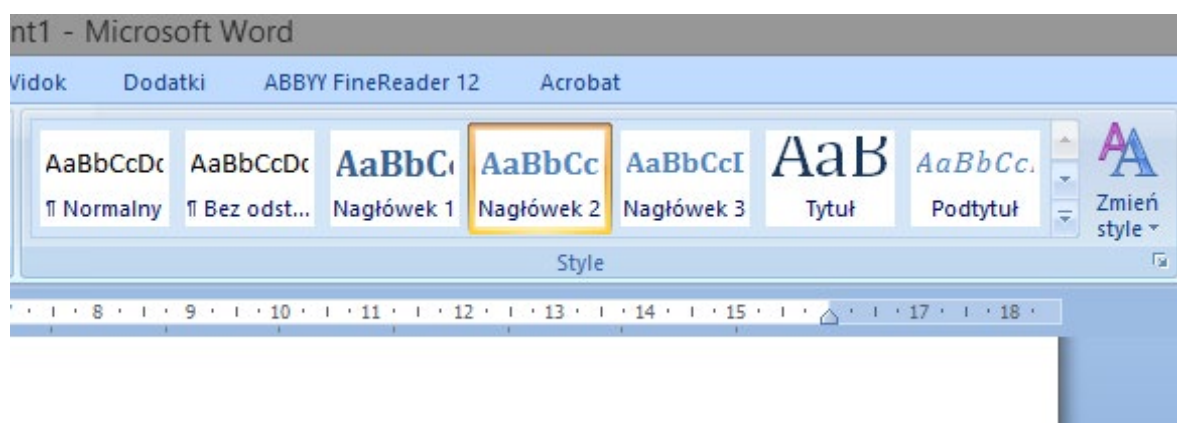 nt1 - Microsoft Word
Widok Dodatki ABBYY FineReader 12 Acrobat
AaBbCcDc AaBbCcDc AaBbCc AaBbCc AaBbCcI AaB AaBbCc.
¶ Normalny ¶ Bez odst... Nagłówek 1 Nagłówek 2 Nagłówek 3 Tytuł Podtytuł
Zmień
style
Style
8 9 10 11 12 13 14 15 17 18